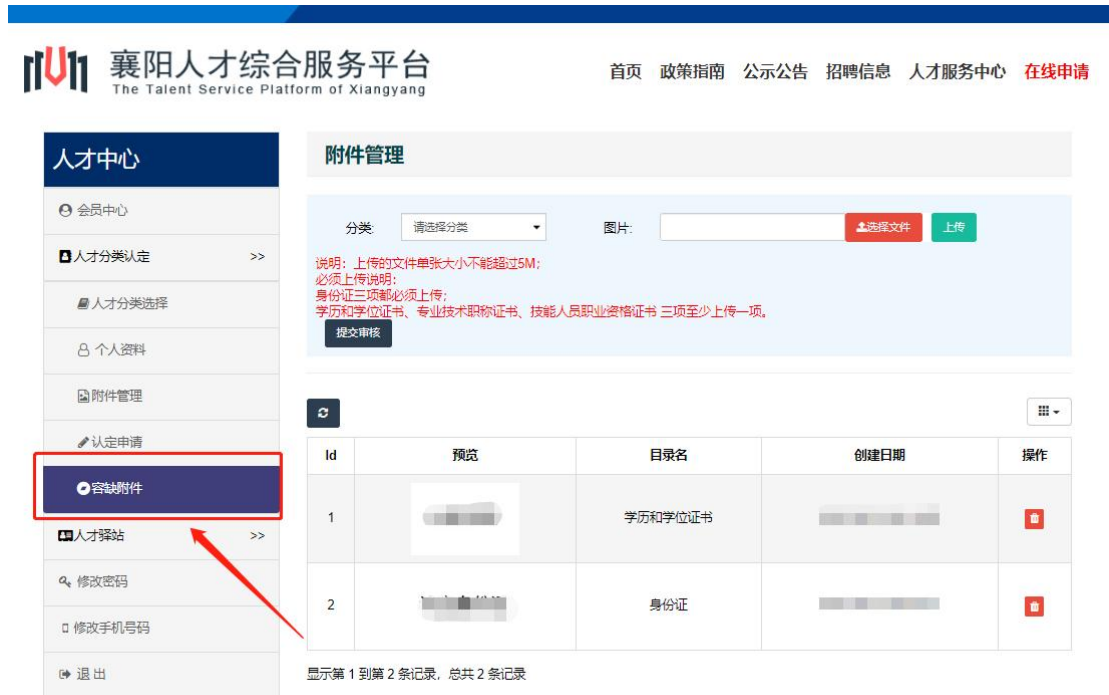 襄阳人才综合服务平台
The Talent Service Platform of Xiangyang
首页 政策指南 公示公告 招聘信息 人才服务中心 在线申请
人才中心
会员中心
人才分类认定 >>
人才分类选择
个人资料
附件管理
认定申请
容缺附件
人才驿站 >>
修改密码
修改手机号码
退出
附件管理
分类: 请选择分类 图片: 选择文件 上传
说明：上传的文件单张大小不能超过5M;
必须上传说明:
身份证三项都必须上传;
学历和学位证书、专业技术职称证书、技能人员职业资格证书 三项至少上传一项。
提交审核
Id 预览 目录名 创建日期 操作
1 学历和学位证书
2 身份证
显示第 1 到第 2 条记录，总共 2 条记录